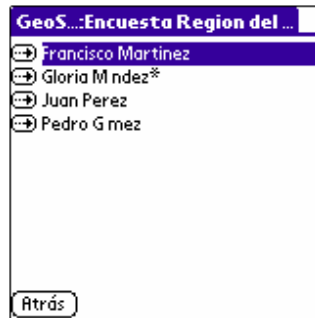 GeoS...:Encuesta Region del ...
Francisco Martinez
Gloria M ndez*
Juan Perez
Pedro G mez
Atrás